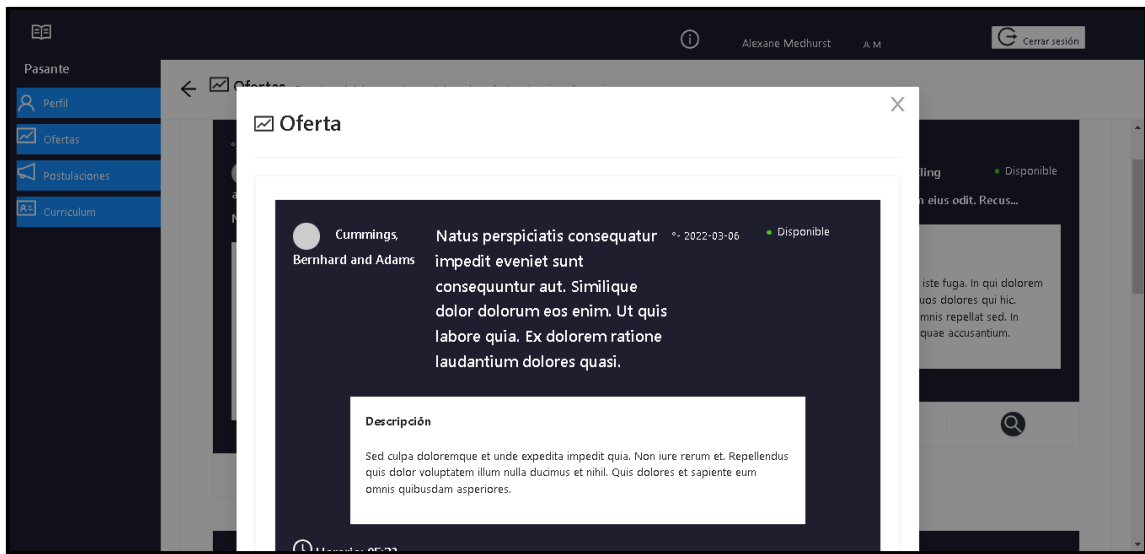 Alexane Medhurst
A M
Cerrar sesión
Pasante
Perfil
Ofertas
Postulaciones
Curriculum
Ofertas
Oferta
X
Cummings,
Bernhard and Adams
Natus perspiciatis consequatur
impedit eveniet sunt
consequuntur aut. Similique
dolor dolorum eos enim. Ut quis
labore quia. Ex dolorem ratione
laudantium dolores quasi.
°- 2022-03-06
Disponible
Descripción
Sed culpa doloremque et unde expedita impedit quia. Non iure rerum et. Repellendus
quis dolor voluptatem illum nulla ducimus et nihil. Quis dolores et sapiente eum
omnis quibusdam asperiores.
Disponible
eius odit. Recus...
iste fuga. In qui dolorem
dolores qui hic.
repellat sed. In
quae accusantium.